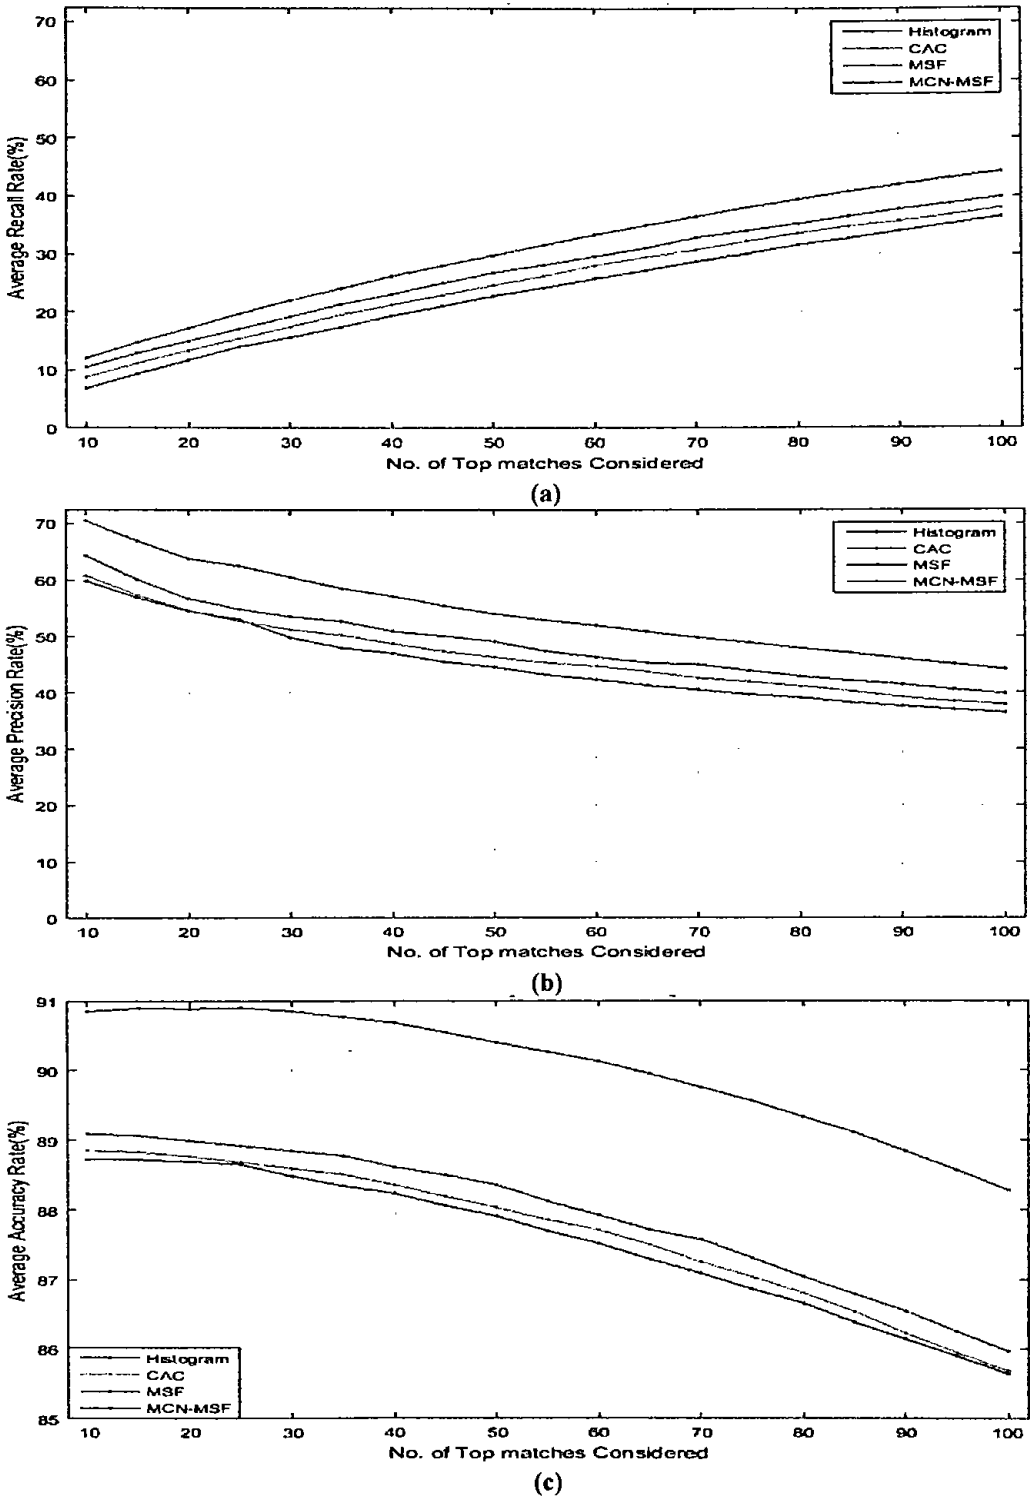 70
60
50
40
30
20
10
0
Average Recall Rate(%)
Histogram
CAC
MSF
MCN-MSF
10 20 30 40 50 60 70 80 90 100
No. of Top matches Considered
(a)
70
60
50
40
30
20
10
0
Average Precision Rate(%)
Histogram
CAC
MSF
MCN-MSF
10 20 30 40 50 60 70 80 90 100
No. of Top matches Considered
(b)
91
90
89
88
87
86
85
Average Accuracy Rate(%)
Histogram
CAC
MSF
MCN-MSF
10 20 30 40 50 60 70 80 90 100
No. of Top matches Considered
(c)